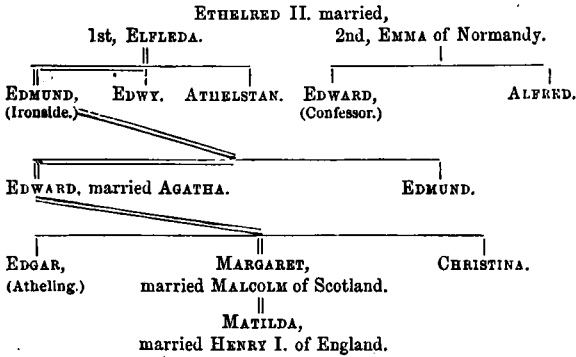 ETHELRED II. married,
1st, ELFLEDA. 2nd, EMMA of Normandy.
EDMUND, EDWY. ATHELSTAN. EDWARD, ALFRED.
(Ironside.) (Confessor.)
EDWARD, married AGATHA. EDMUND.
EDGAR, MARGARET, CHRISTINA.
(Atheling.) married MALCOLM of Scotland.
MATILDA,
married HENRY I. of England.